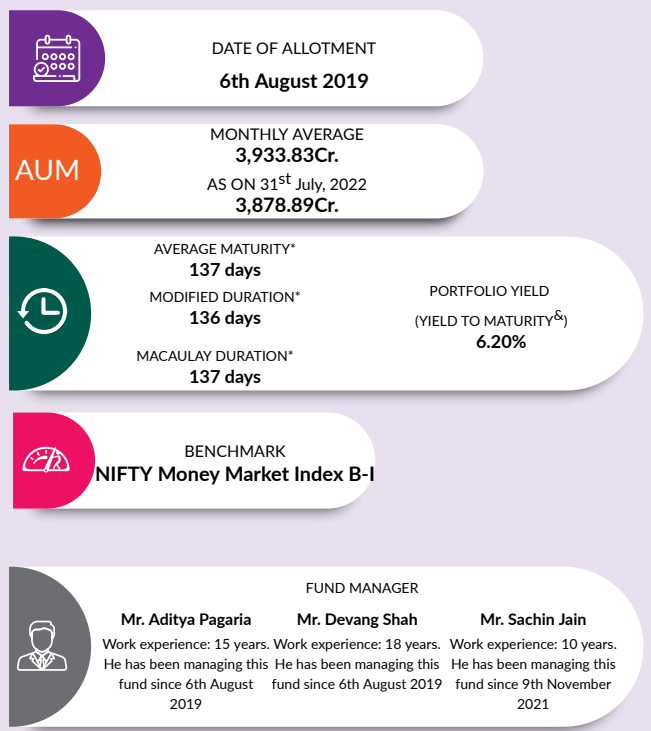 DATE OF ALLOTMENT
6th August 2019
AUM
MONTHLY AVERAGE
3,933.83Cr.
AS ON 31st July, 2022
3,878.89Cr.
AVERAGE MATURITY*
137 days
MODIFIED DURATION*
136 days
MACAULAY DURATION*
137 days
PORTFOLIO YIELD
(YIELD TO MATURITY&)
6.20%
BENCHMARK
NIFTY Money Market Index B-I
FUND MANAGER
Mr. Aditya Pagaria
Work experience: 15 years.
He has been managing this
fund since 6th August
2019
Mr. Devang Shah
Work experience: 18 years.
He has been managing this
fund since 6th August 2019
Mr. Sachin Jain
Work experience: 10 years.
He has been managing this
fund since 9th November
2021